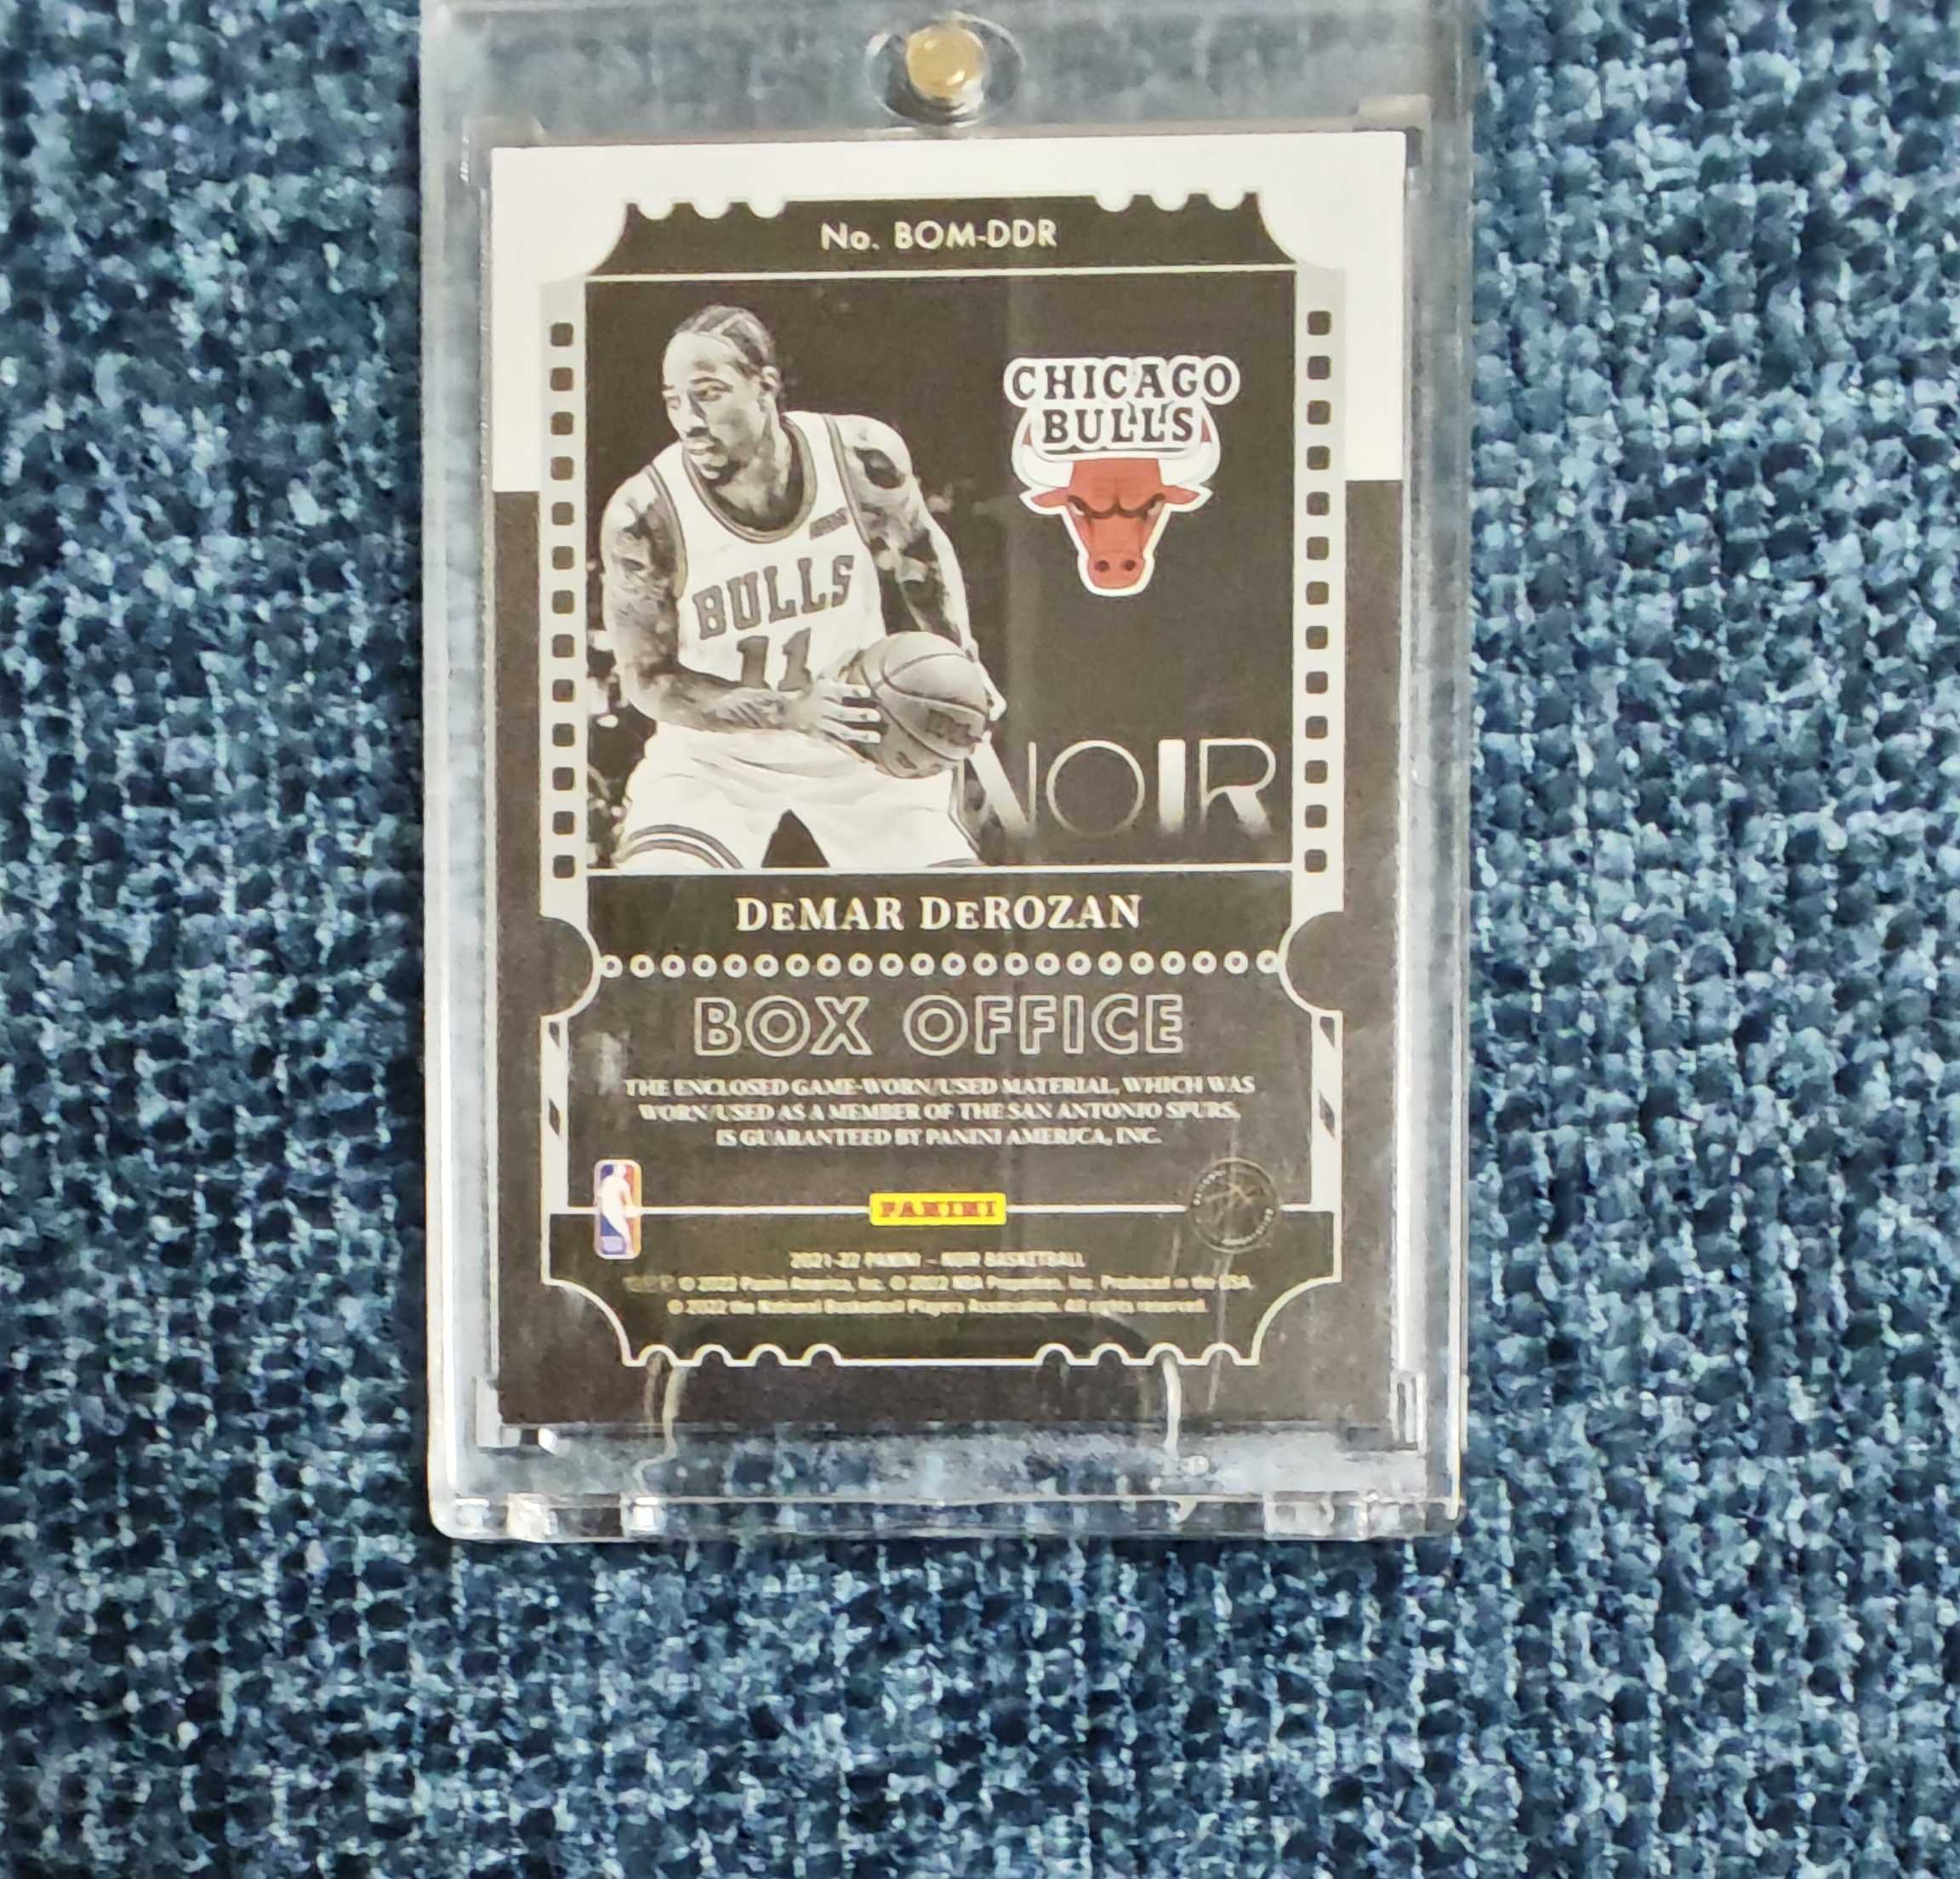 No. BOM-DDR
CHICAGO
BULLS
BULLS
11
NOIR
DeMAR DeROZAN
BOX OFFICE
THE ENCLOSED GAME-WORN/USED MATERIAL, WHICH WAS
WORN/USED AS A MEMBER OF THE SAN ANTONIO SPURS,
IS GUARANTEED BY PANINI AMERICA, INC.
PANINI
2021-22 PANINI – NOIR BASKETBALL
© 2022 Panini America, Inc. © 2022 NBA Properties, Inc. Produced in the USA.
© 2022 the National Basketball Players Association. All rights reserved.